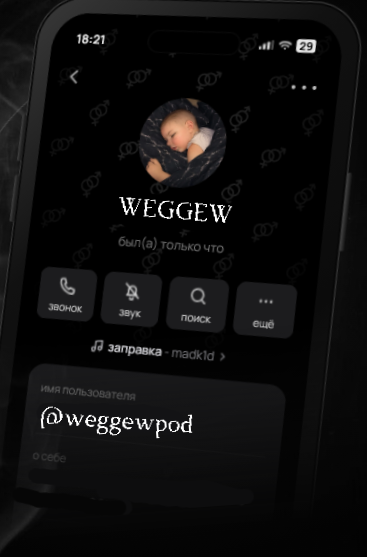 18:21
29
WEGGEW
был(а) только что
звонок
звук
поиск
ещё
заправка - madk1d
имя пользователя
@weggewpod
о себе